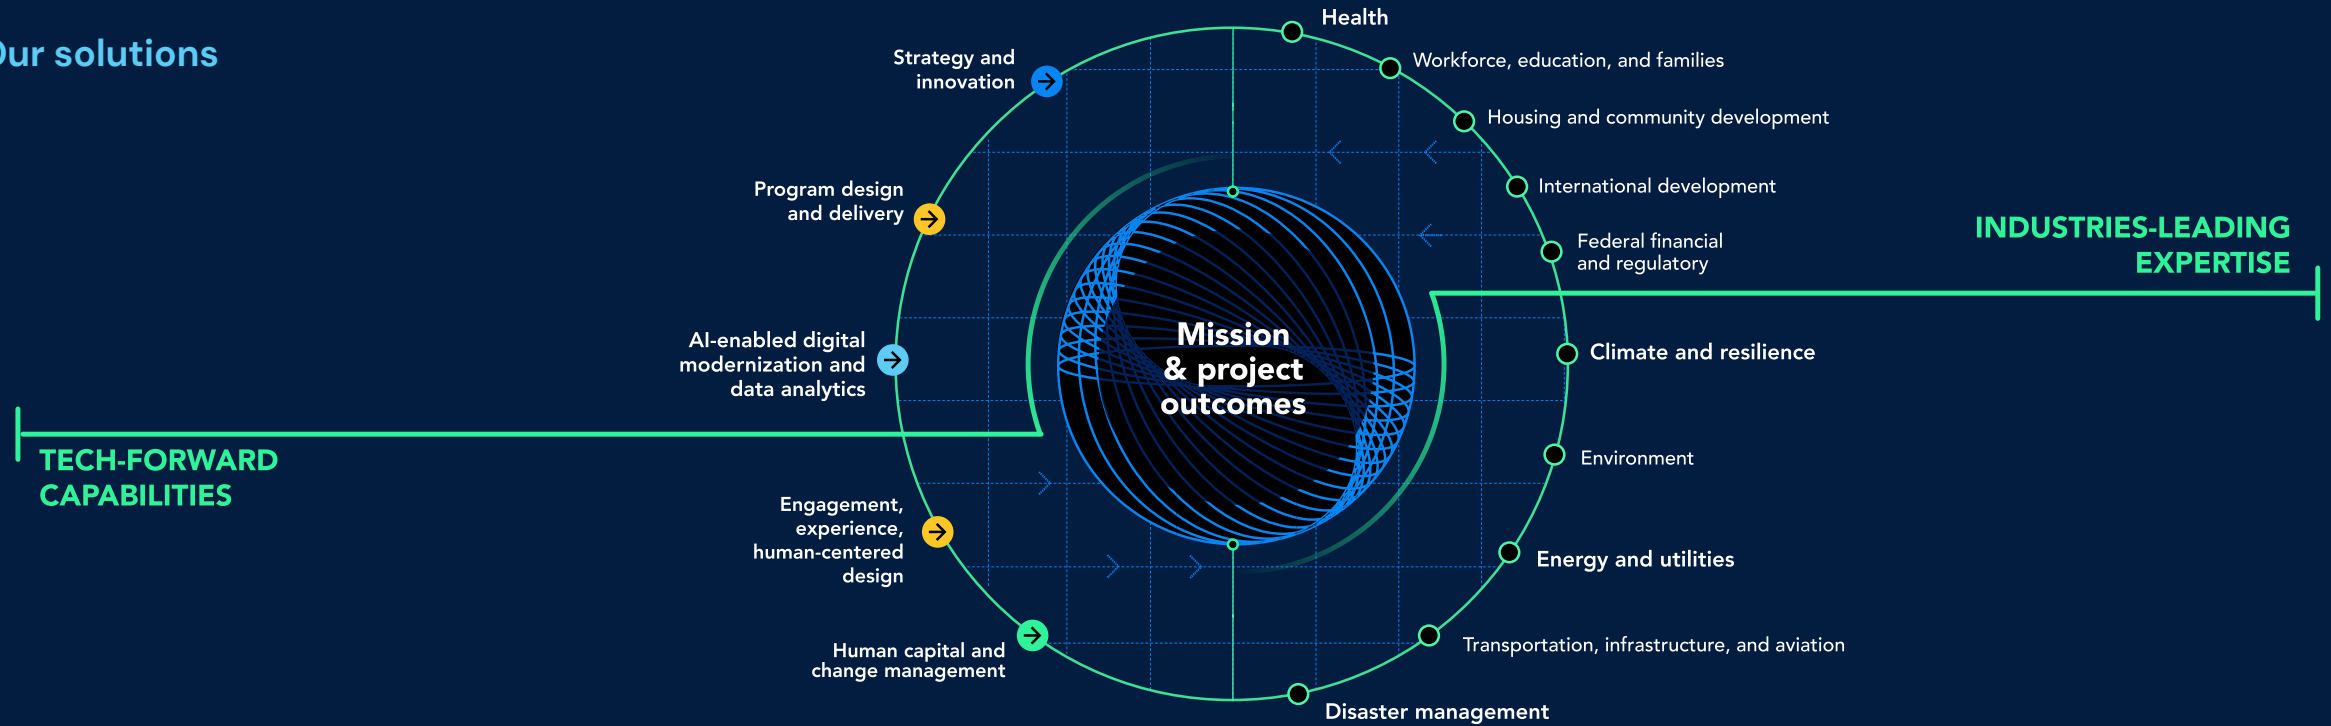 Our solutions
Strategy and
innovation
Program design
and delivery
AI-enabled digital
modernization and
data analytics
TECH-FORWARD
CAPABILITIES
Engagement,
experience,
human-centered
design
Human capital and
change management
Mission
& project
outcomes
Health
Workforce, education, and families
Housing and community development
International development
Federal financial
and regulatory
INDUSTRIES-LEADING
EXPERTISE
Climate and resilience
Environment
Energy and utilities
Transportation, infrastructure, and aviation
Disaster management